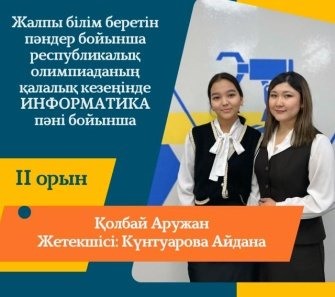 Жалпы білім беретін
пәндер бойынша
республикалық
олимпиаданың
қалалық кезеңінде
ИНФОРМАТИКА
пәні бойынша
II орын
Қолбай Аружан
Жетекшісі: Күнтуарова Айдана